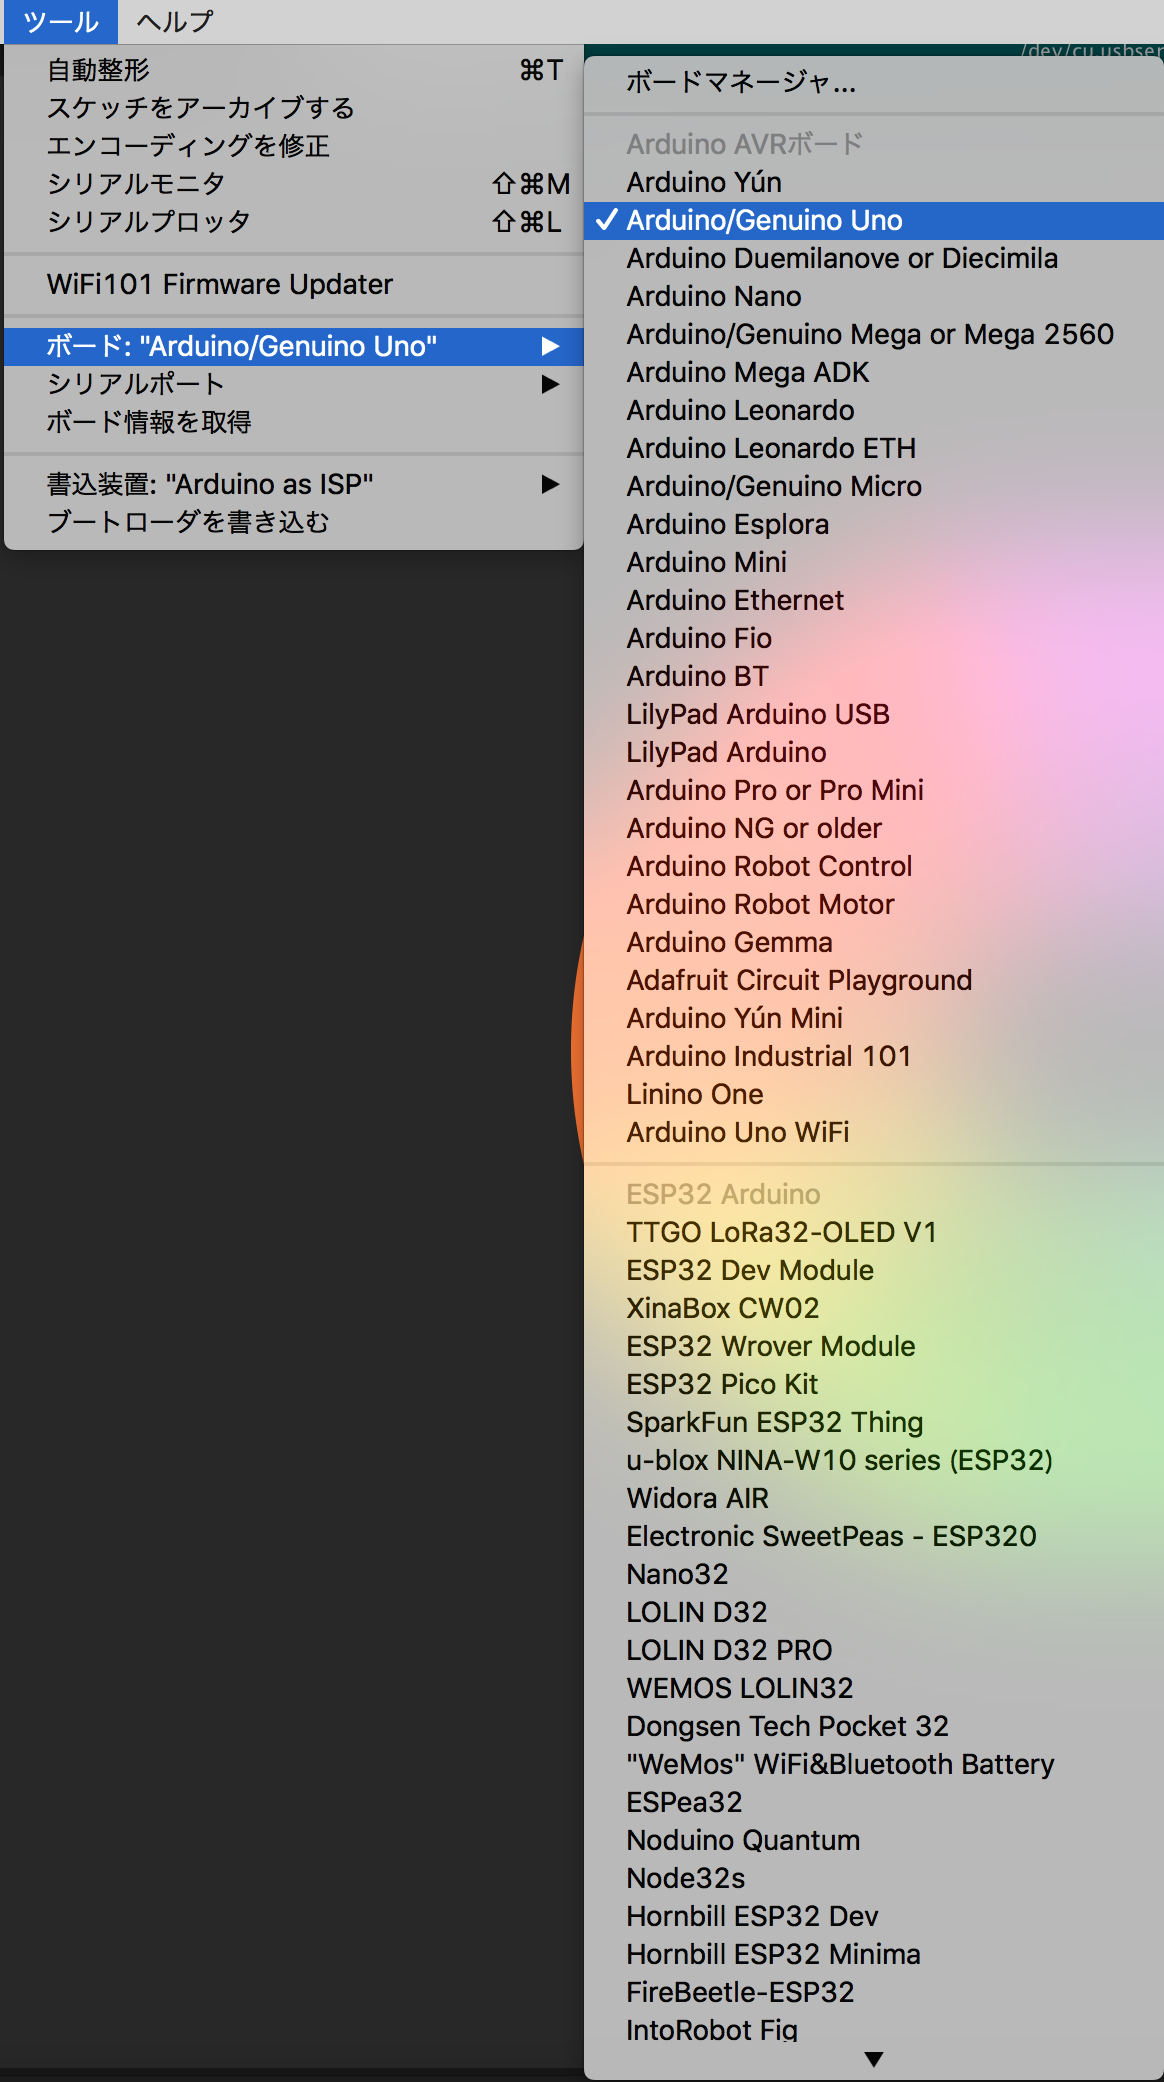 ツール ヘルプ
自動整形 ⌘T
スケッチをアーカイブする
エンコーディングを修正
シリアルモニタ ⇧⌘M
シリアルプロッタ ⇧⌘L
WiFi101 Firmware Updater
ボード: "Arduino/Genuino Uno" ▶
シリアルポート ▶
ボード情報を取得
書込装置: "Arduino as ISP" ▶
ブートローダを書き込む
/dev/cu.usbser
ボードマネージャ...
Arduino AVRボード
Arduino Yún
✓ Arduino/Genuino Uno
Arduino Duemilanove or Diecimila
Arduino Nano
Arduino/Genuino Mega or Mega 2560
Arduino Mega ADK
Arduino Leonardo
Arduino Leonardo ETH
Arduino/Genuino Micro
Arduino Esplora
Arduino Mini
Arduino Ethernet
Arduino Fio
Arduino BT
LilyPad Arduino USB
LilyPad Arduino
Arduino Pro or Pro Mini
Arduino NG or older
Arduino Robot Control
Arduino Robot Motor
Arduino Gemma
Adafruit Circuit Playground
Arduino Yún Mini
Arduino Industrial 101
Linino One
Arduino Uno WiFi
ESP32 Arduino
TTGO LoRa32-OLED V1
ESP32 Dev Module
XinaBox CW02
ESP32 Wrover Module
ESP32 Pico Kit
SparkFun ESP32 Thing
u-blox NINA-W10 series (ESP32)
Widora AIR
Electronic SweetPeas - ESP320
Nano32
LOLIN D32
LOLIN D32 PRO
WEMOS LOLIN32
Dongsen Tech Pocket 32
"WeMos" WiFi&Bluetooth Battery
ESPea32
Noduino Quantum
Node32s
Hornbill ESP32 Dev
Hornbill ESP32 Minima
FireBeetle-ESP32
IntoRobot Fig
▼